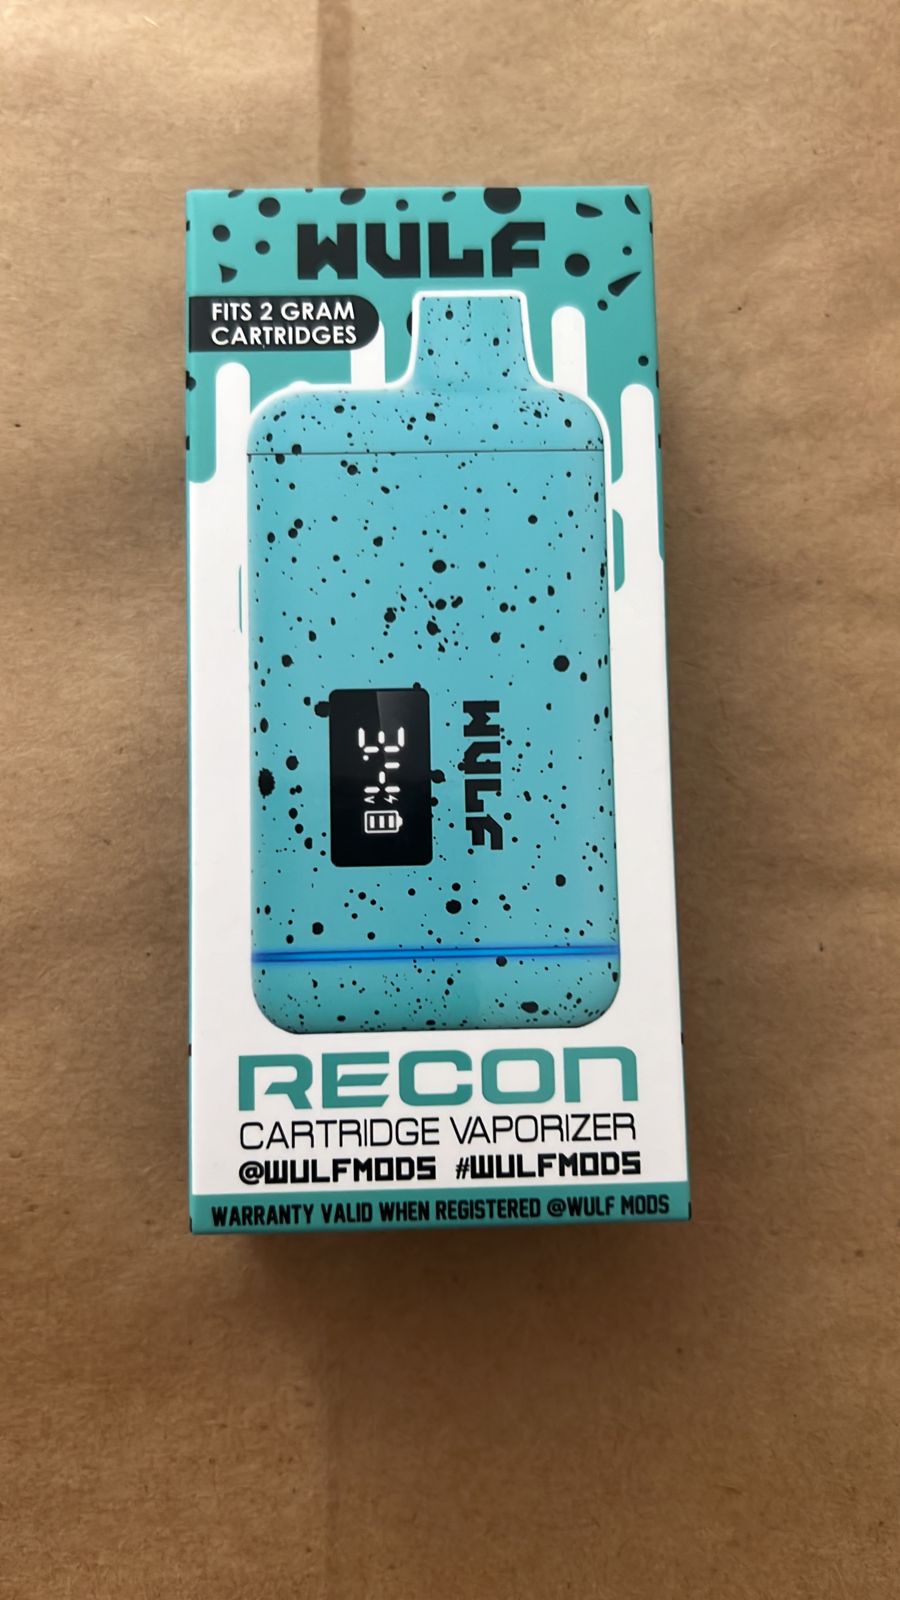 WULF
FITS 2 GRAM
CARTRIDGES
WULF
RECON
CARTRIDGE VAPORIZER
@WULFMODS #WULFMODS
WARRANTY VALID WHEN REGISTERED @WULF MODS